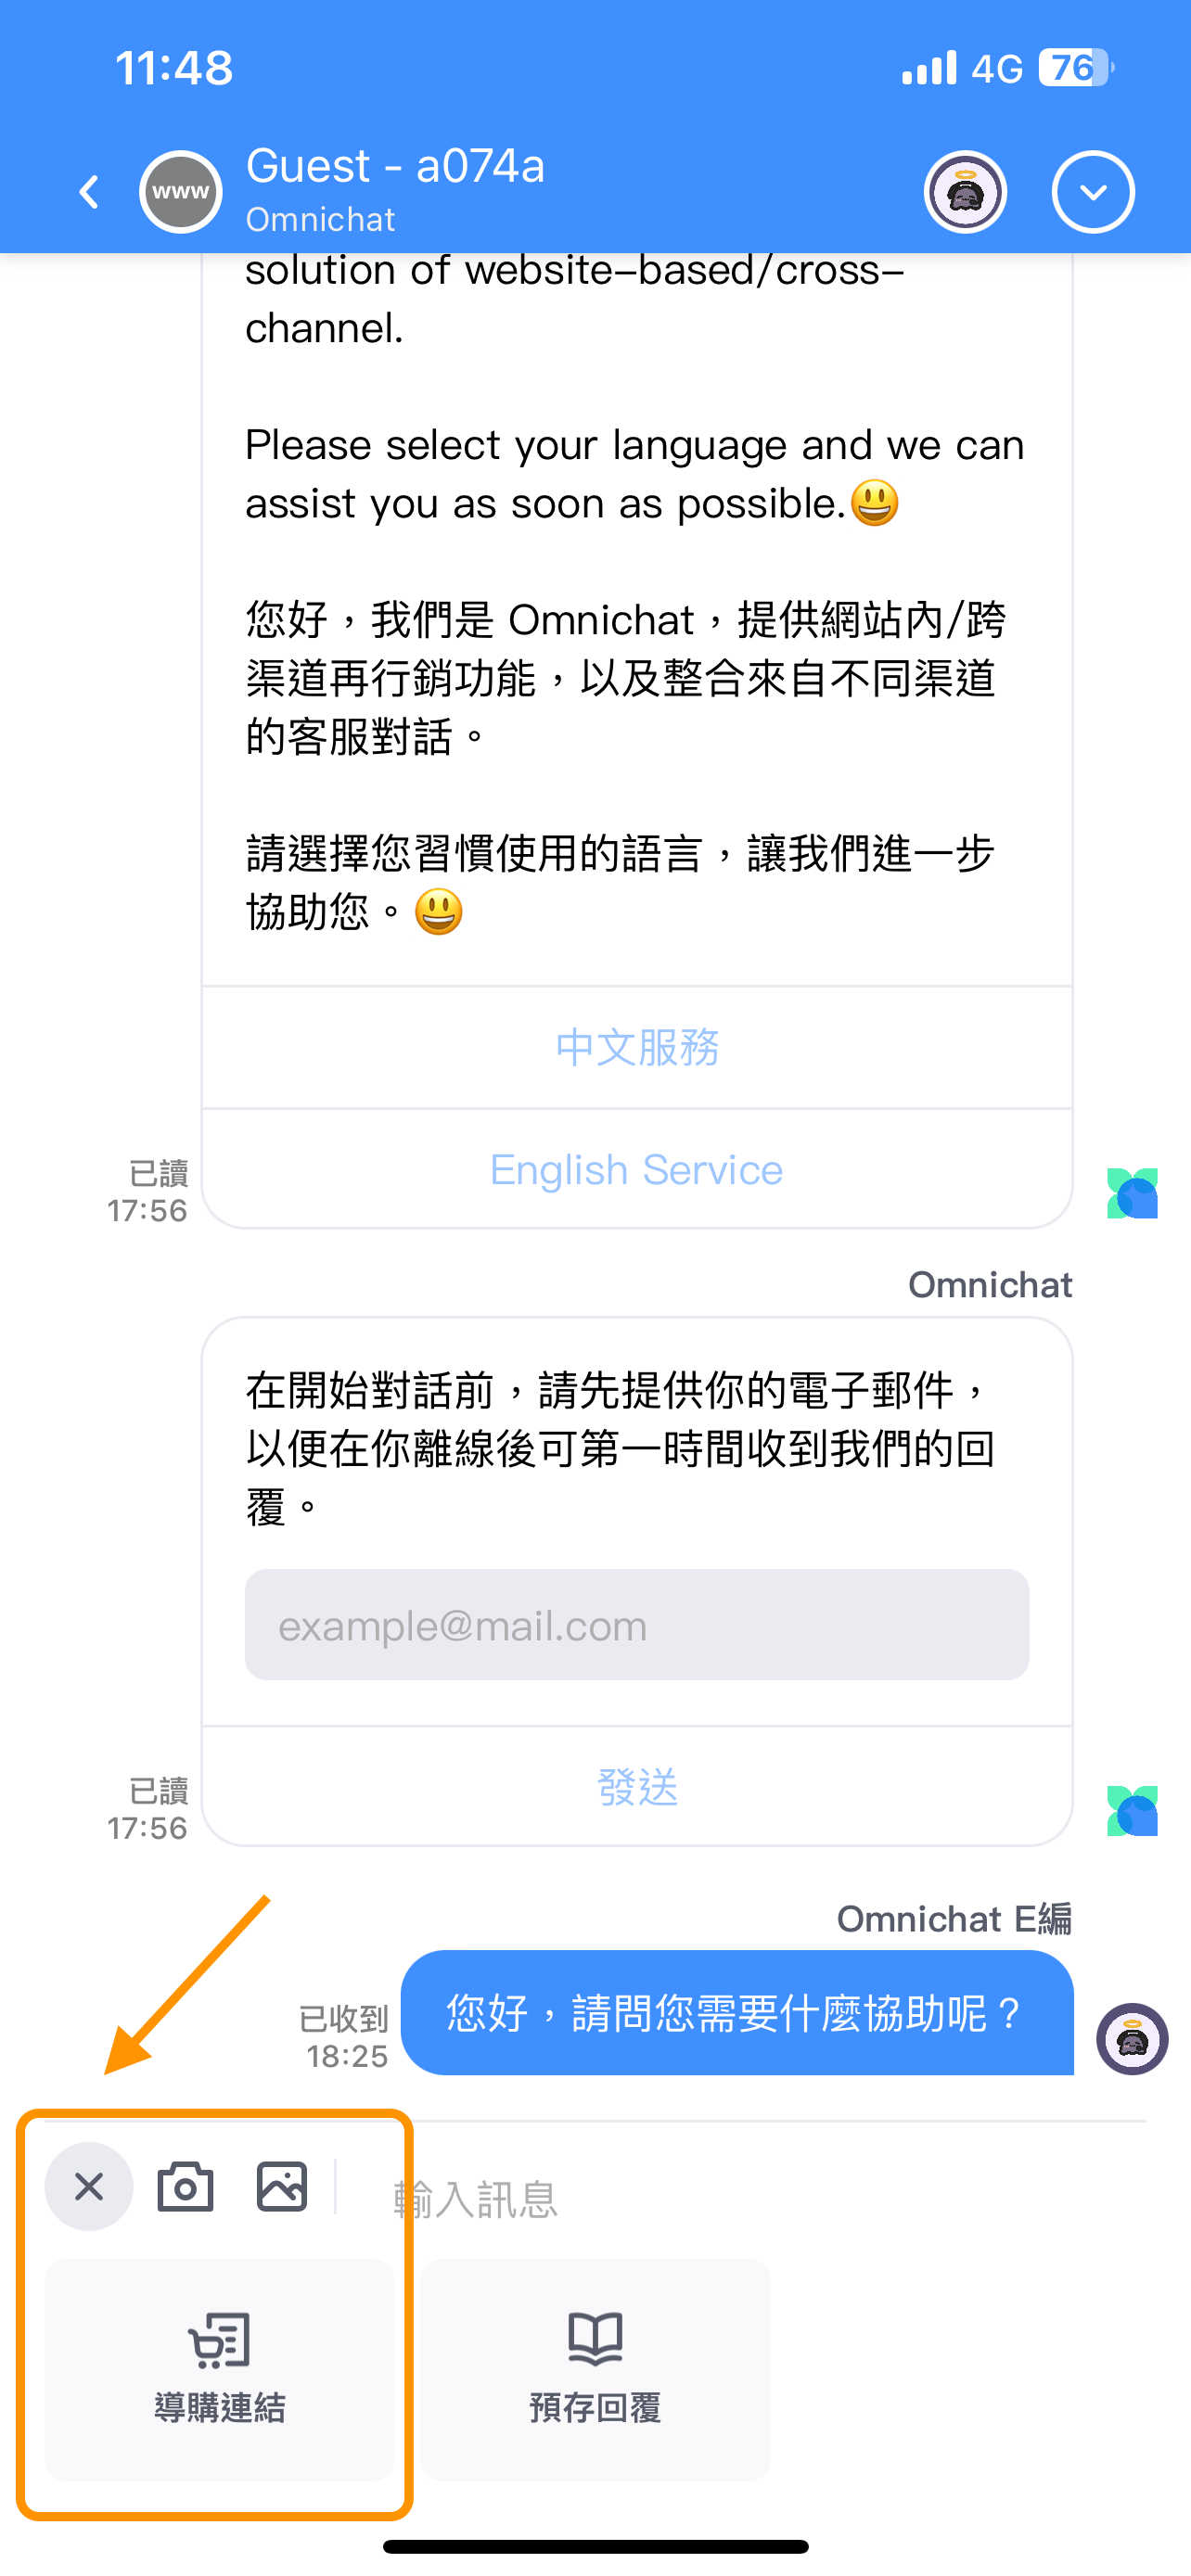 11:48
4G 76
www
Guest - a074a
Omnichat
solution of website-based/cross-
channel.
Please select your language and we can
assist you as soon as possible.😃
您好，我們是 Omnichat，提供網站內/跨
渠道再行銷功能，以及整合來自不同渠道
的客服對話。
請選擇您習慣使用的語言，讓我們進一步
協助您。😃
中文服務
English Service
已讀
17:56
Omnichat
在開始對話前，請先提供你的電子郵件，
以便在你離線後可第一時間收到我們的回
覆。
example@mail.com
發送
已讀
17:56
Omnichat E編
您好，請問您需要什麼協助呢？
已收到
18:25
輸入訊息
導購連結
預存回覆